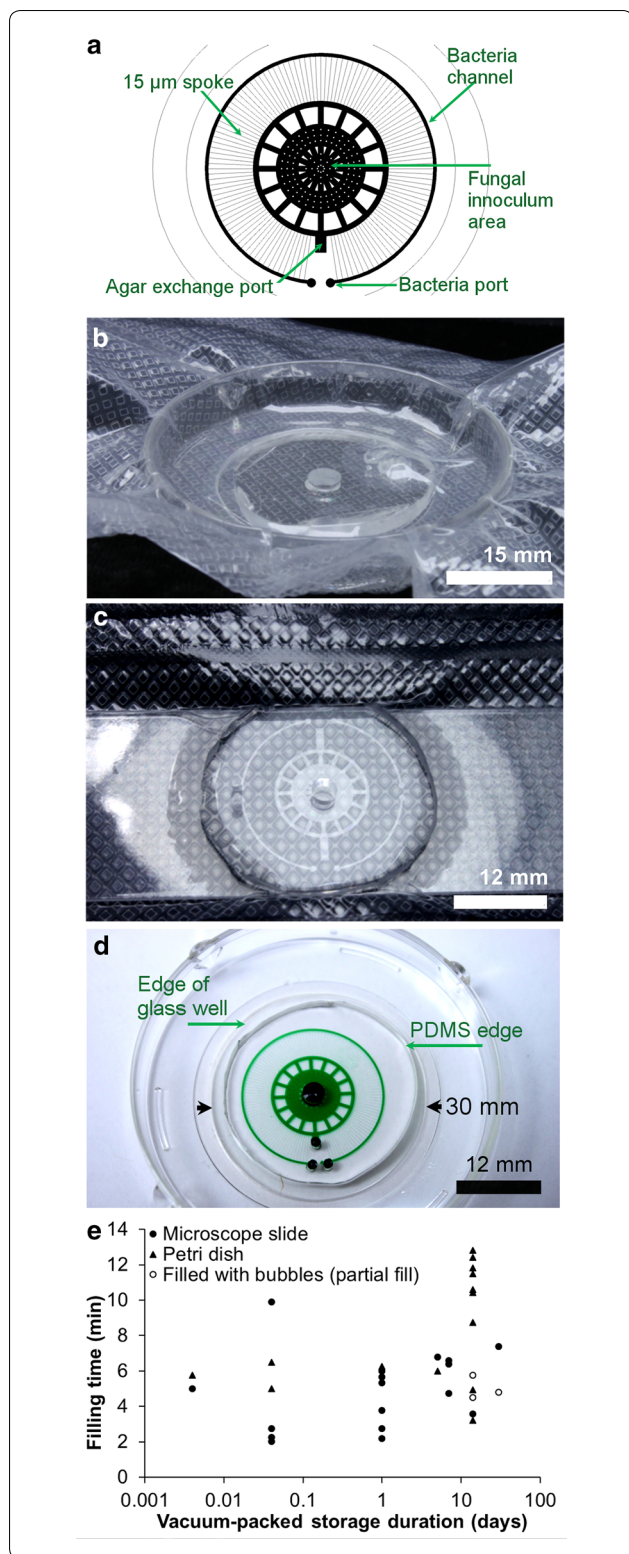 a
Bacteria
channel
15 µm spoke
Fungal
innoculum
area
Agar exchange port
Bacteria port
b
15 mm
c
12 mm
d
Edge of
glass well
PDMS edge
30 mm
12 mm
e
Microscope slide
Petri dish
Filled with bubbles (partial fill)
Filling time (min)
14
12
10
8
6
4
2
0
0.001 0.01 0.1 1 10 100
Vacuum-packed storage duration (days)